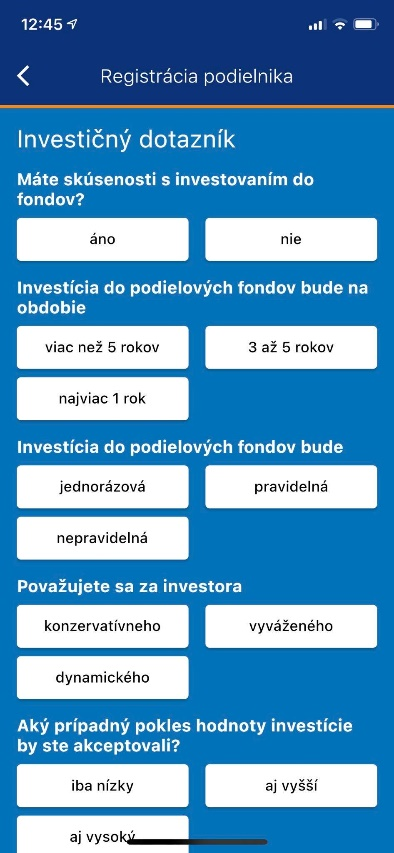 12:45
Registrácia podielnika
Investičný dotazník
Máte skúsenosti s investovaním do
fondov?
áno
nie
Investícia do podielových fondov bude na
obdobie
viac než 5 rokov
3 až 5 rokov
najviac 1 rok
Investícia do podielových fondov bude
jednorázová
pravidelná
nepravidelná
Považujete sa za investora
konzervatívneho
vyváženého
dynamického
Aký prípadný pokles hodnoty investície
by ste akceptovali?
iba nízky
aj vyšší
aj vysoký